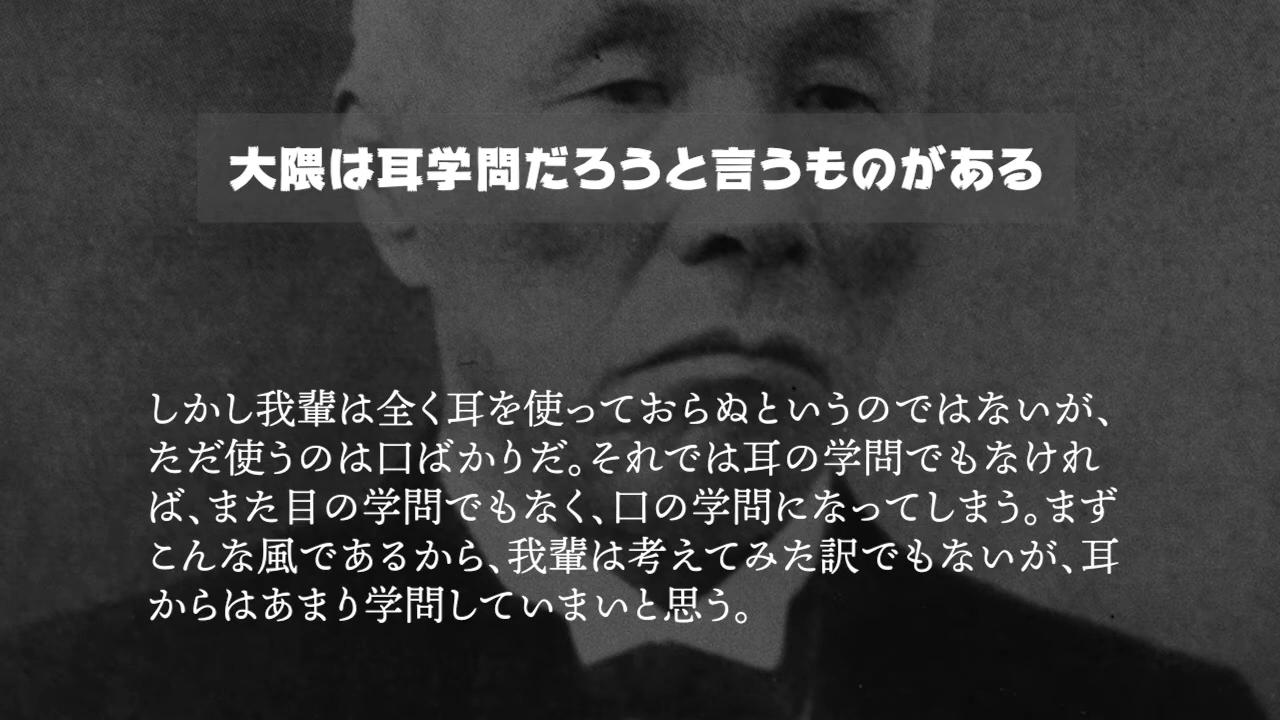 大隈は耳学問だろうと言うものがある
しかし我輩は全く耳を使っておらぬというのではないが、
ただ使うのは口ばかりだ。それでは耳の学問でもなけれ
ば、また目の学問でもなく、口の学問になってしまう。まず
こんな風であるから、我輩は考えてみた訳でもないが、耳
からはあまり学問していまいと思う。